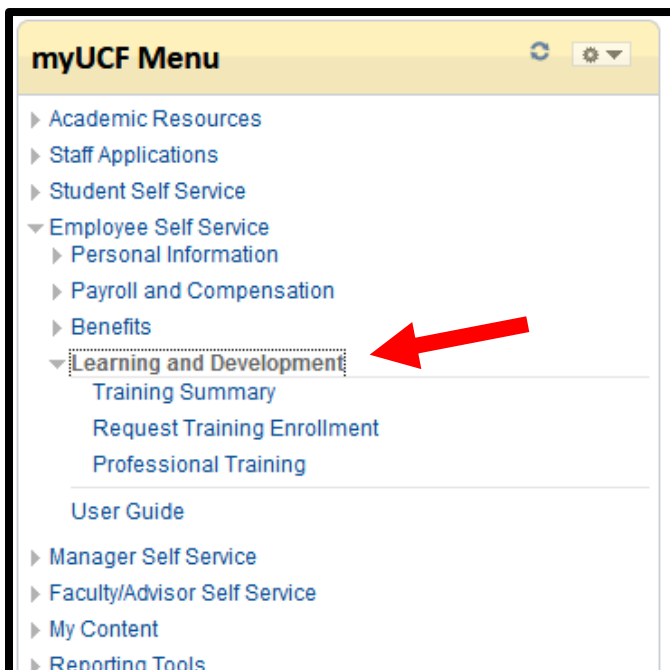 myUCF Menu
Academic Resources
Staff Applications
Student Self Service
Employee Self Service
Personal Information
Payroll and Compensation
Benefits
Learning and Development
Training Summary
Request Training Enrollment
Professional Training
User Guide
Manager Self Service
Faculty/Advisor Self Service
My Content
Reporting Tools